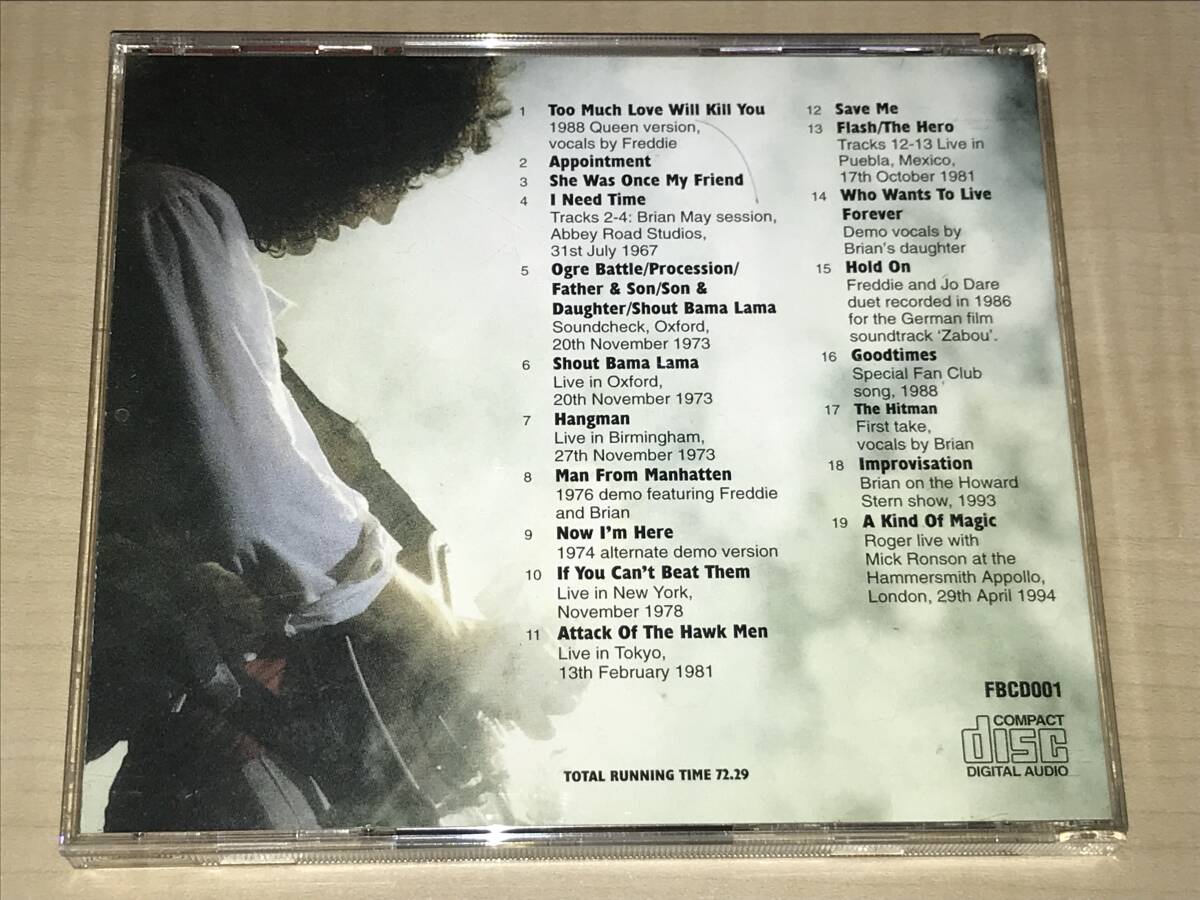 1 Too Much Love Will Kill You
1988 Queen version,
vocals by Freddie
2 Appointment
3 She Was Once My Friend
4 I Need Time
Tracks 2-4: Brian May session,
Abbey Road Studios,
31st July 1967
5 Ogre Battle/Procession/
Father & Son/Son &
Daughter/Shout Bama Lama
Soundcheck, Oxford,
20th November 1973
6 Shout Bama Lama
Live in Oxford,
20th November 1973
7 Hangman
Live in Birmingham,
27th November 1973
8 Man From Manhatten
1976 demo featuring Freddie
and Brian
9 Now I'm Here
1974 alternate demo version
10 If You Can't Beat Them
Live in New York,
November 1978
11 Attack Of The Hawk Men
Live in Tokyo,
13th February 1981
12 Save Me
13 Flash/The Hero
Tracks 12-13 Live in
Puebla, Mexico,
17th October 1981
14 Who Wants To Live
Forever
Demo vocals by
Brian's daughter
15 Hold On
Freddie and Jo Dare
duet recorded in 1986
for the German film
soundtrack 'Zabou'.
16 Goodtimes
Special Fan Club
song, 1988
17 The Hitman
First take,
vocals by Brian
18 Improvisation
Brian on the Howard
Stern show, 1993
19 A Kind Of Magic
Roger live with
Mick Ronson at the
Hammersmith Appollo,
London, 29th April 1994
FBCD001
COMPACT
disc
DIGITAL AUDIO
TOTAL RUNNING TIME 72.29